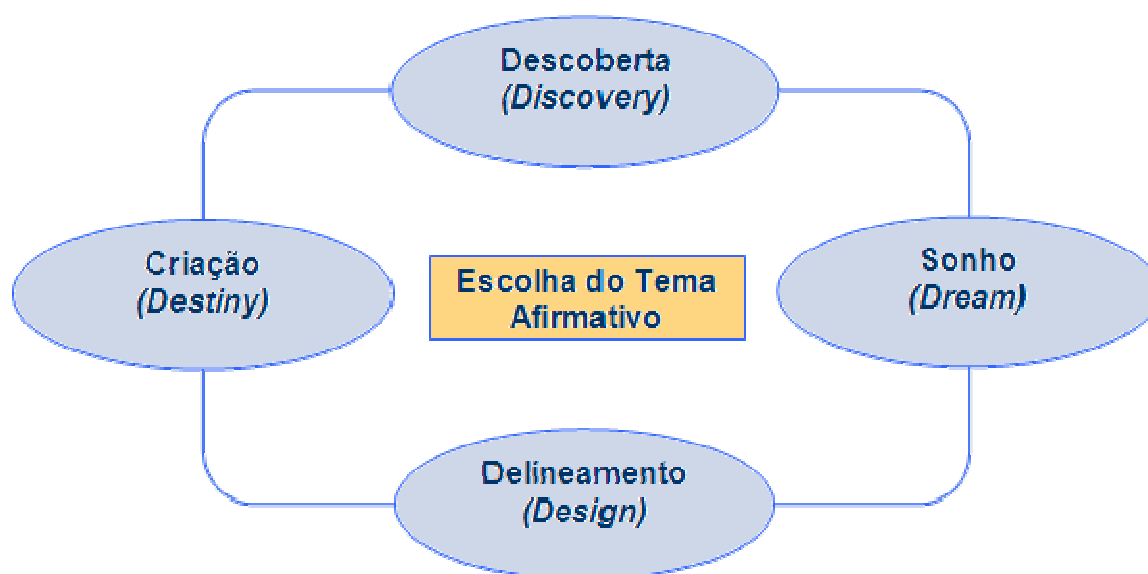 Descoberta
(Discovery)
Criação
(Destiny)
Escolha do Tema
Afirmativo
Sonho
(Dream)
Delineamento
(Design)